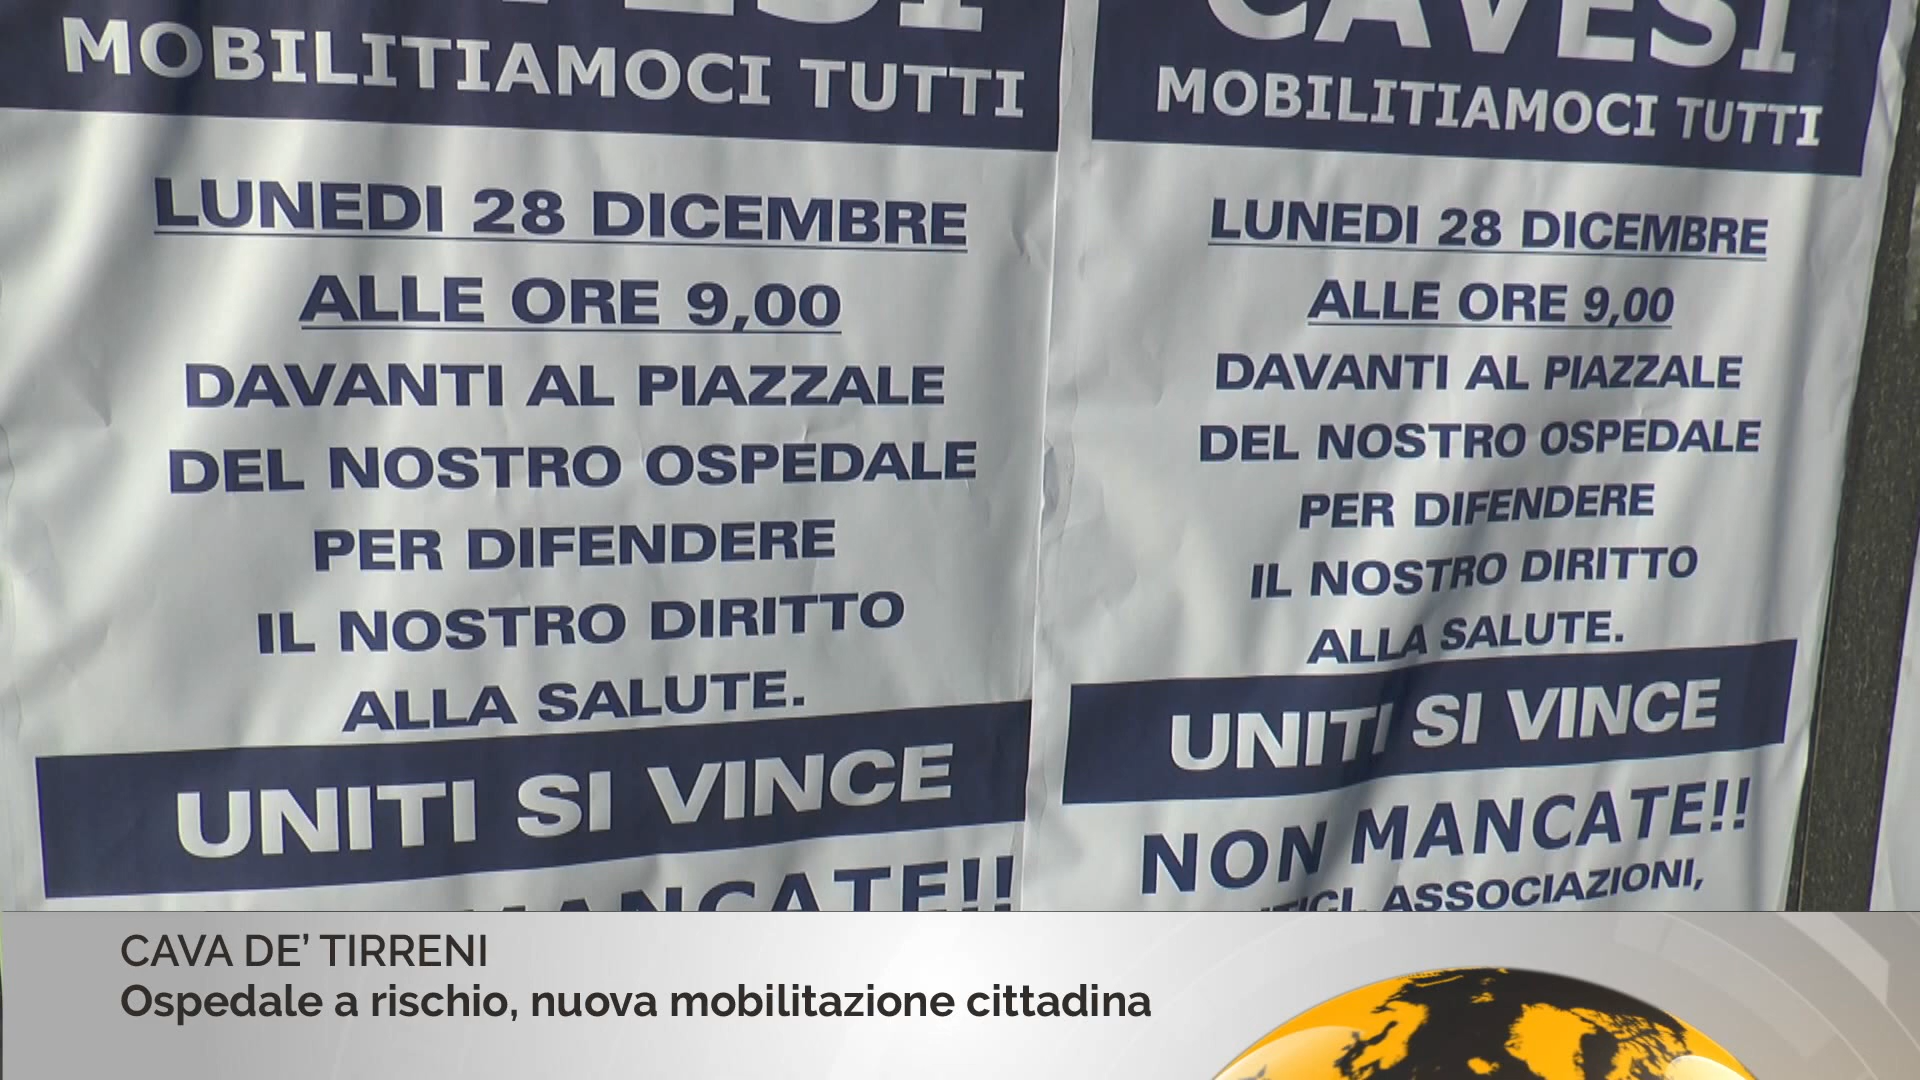 MOBILITIAMOCI TUTTI
LUNEDI 28 DICEMBRE
ALLE ORE 9,00
DAVANTI AL PIAZZALE
DEL NOSTRO OSPEDALE
PER DIFENDERE
IL NOSTRO DIRITTO
ALLA SALUTE.
UNITI SI VINCE
MANCATE!!
CAVESI
MOBILITIAMOCI TUTTI
LUNEDI 28 DICEMBRE
ALLE ORE 9,00
DAVANTI AL PIAZZALE
DEL NOSTRO OSPEDALE
PER DIFENDERE
IL NOSTRO DIRITTO
ALLA SALUTE.
UNITI SI VINCE
NON MANCATE!!
ASSOCIAZIONI,
CAVA DE’ TIRRENI
Ospedale a rischio, nuova mobilitazione cittadina